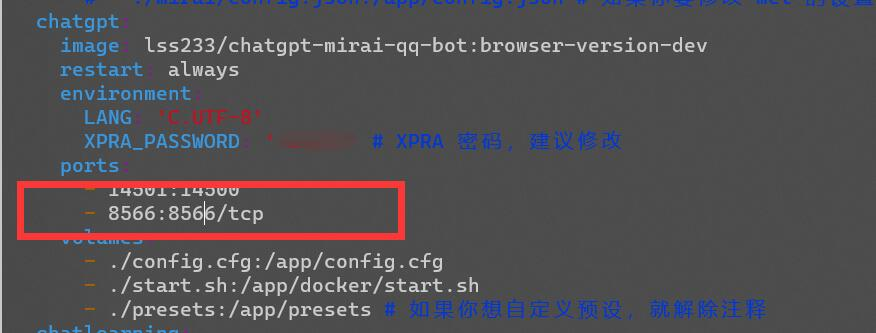 # - ./mirai/config.json:/app/config.json # 如果你要修改 mcl 的设置
chatgpt:
image: lss233/chatgpt-mirai-qq-bot:browser-version-dev
restart: always
environment:
LANG: 'C.UTF-8'
XPRA_PASSWORD: ' # XPRA 密码，建议修改
ports:
- 14501:14500
- 8566:8566/tcp
volumes
- ./config.cfg:/app/config.cfg
- ./start.sh:/app/docker/start.sh
- ./presets:/app/presets # 如果你想自定义预设，就解除注释
chatlearning: